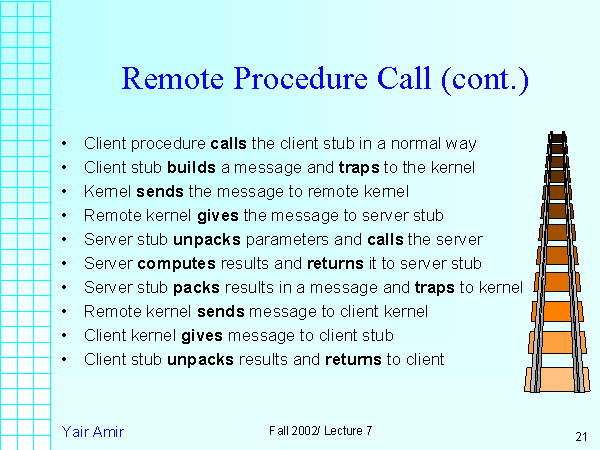 Remote Procedure Call (cont.)
• Client procedure calls the client stub in a normal way
• Client stub builds a message and traps to the kernel
• Kernel sends the message to remote kernel
• Remote kernel gives the message to server stub
• Server stub unpacks parameters and calls the server
• Server computes results and returns it to server stub
• Server stub packs results in a message and traps to kernel
• Remote kernel sends message to client kernel
• Client kernel gives message to client stub
• Client stub unpacks results and returns to client
Yair Amir
Fall 2002/ Lecture 7
21